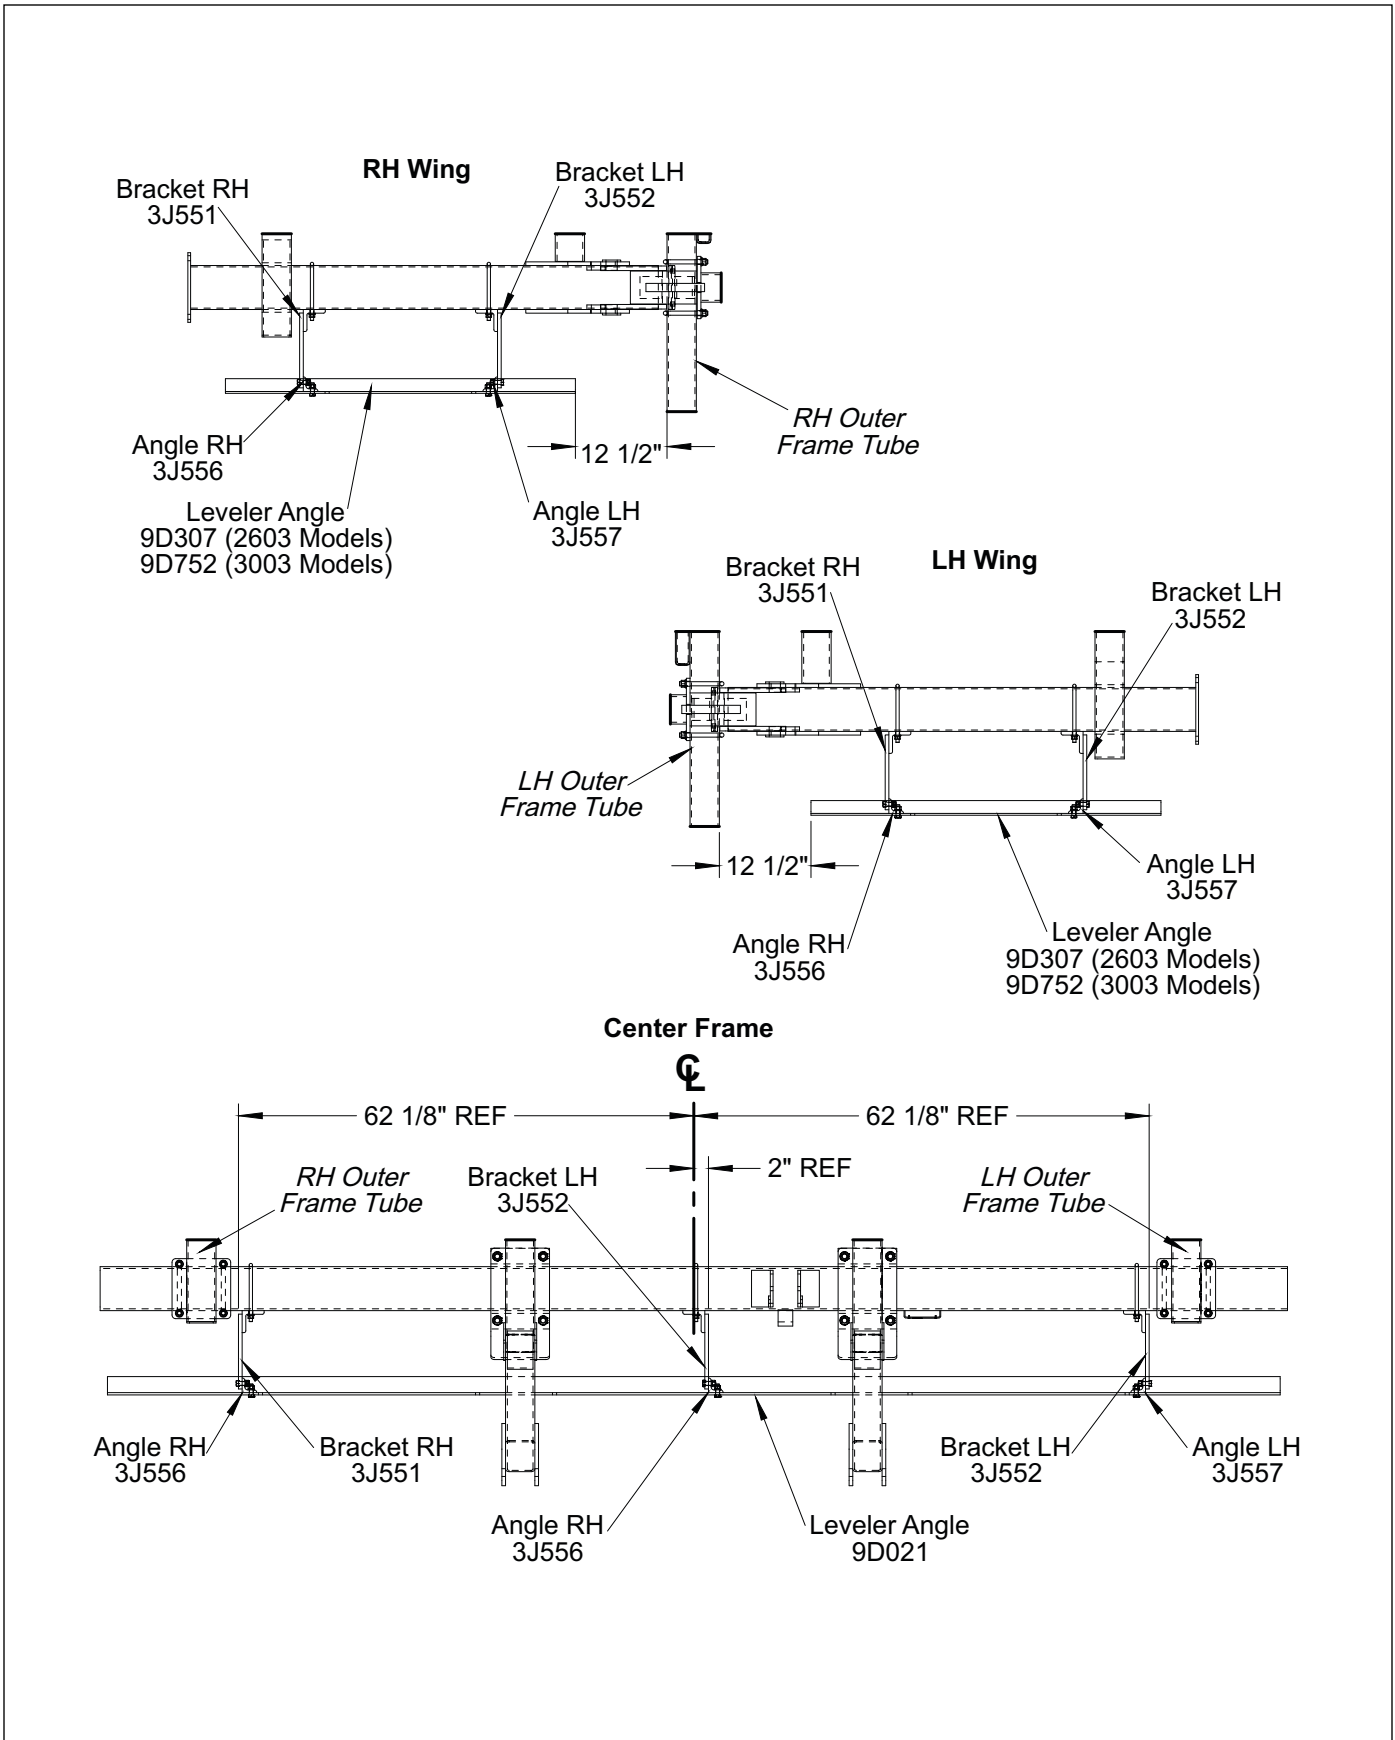 RH Wing
Bracket RH
3J551
Bracket LH
3J552
RH Outer
Frame Tube
12 1/2"
Angle RH
3J556
Leveler Angle
9D307 (2603 Models)
9D752 (3003 Models)
Angle LH
3J557
LH Wing
Bracket RH
3J551
Bracket LH
3J552
LH Outer
Frame Tube
12 1/2"
Angle LH
3J557
Angle RH
3J556
Leveler Angle
9D307 (2603 Models)
9D752 (3003 Models)
Center Frame
CL
62 1/8" REF
62 1/8" REF
2" REF
RH Outer
Frame Tube
Bracket LH
3J552
LH Outer
Frame Tube
Angle RH
3J556
Bracket RH
3J551
Bracket LH
3J552
Angle LH
3J557
Angle RH
3J556
Leveler Angle
9D021